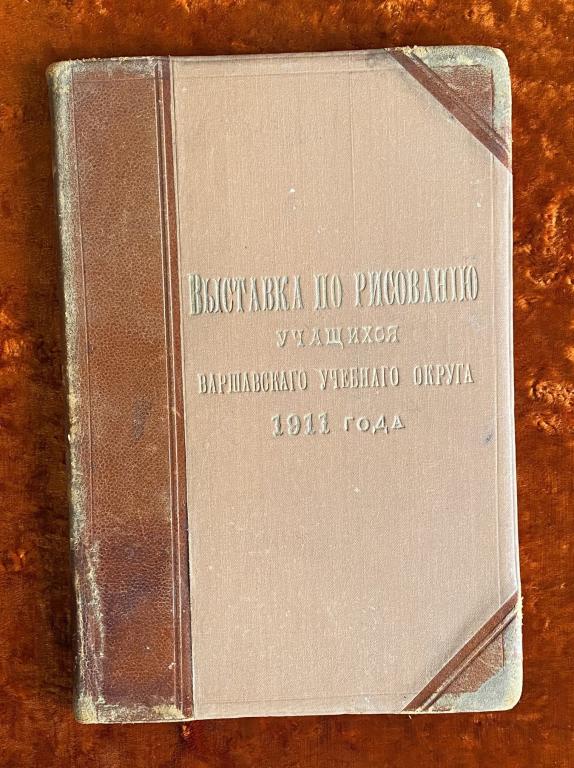 Выставка по рисованію
учащихся
Варшавскаго учебнаго округа
1911 года